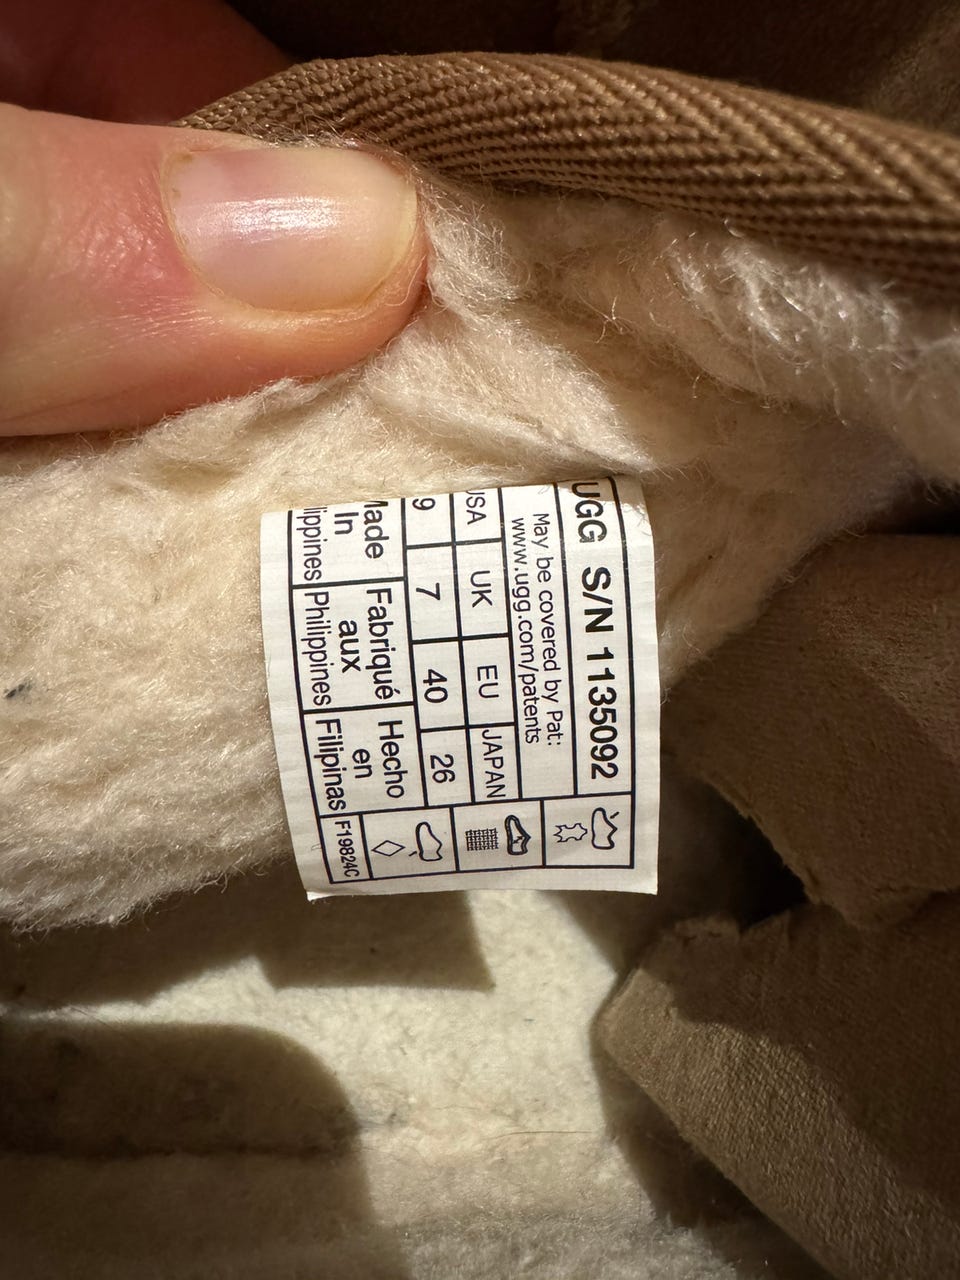 UGG S/N 1135092
May be covered by Pat:
www.ugg.com/patents
USA UK EU JAPAN
9 7 40 26
Made In Fabriqué aux Hecho en
lippines Philippines Filipinas
F19824C